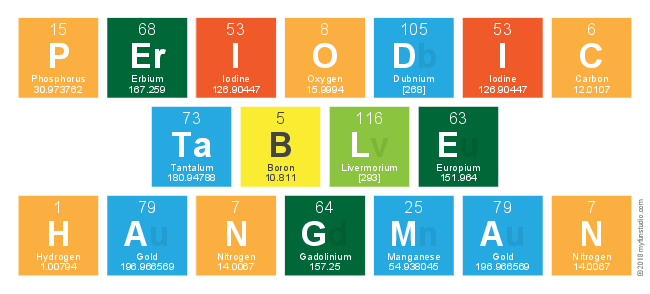 15 68 53 8 105 53 6
P Er I O Db I C
Phosphorus Erbium Iodine Oxygen Dubnium Iodine Carbon
30.973762 167.259 126.90447 15.9994 [268] 126.90447 12.0107
73 5 116 63
Ta B Lv Eu
Tantalum Boron Livermorium Europium
180.94788 10.811 [293] 151.964
1 79 7 64 25 79 7
H Au N Gd Mn Au N
Hydrogen Gold Nitrogen Gadolinium Manganese Gold Nitrogen
1.00794 196.966569 14.0067 157.25 54.938045 196.966569 14.0067
©2018 myfunstudio.com